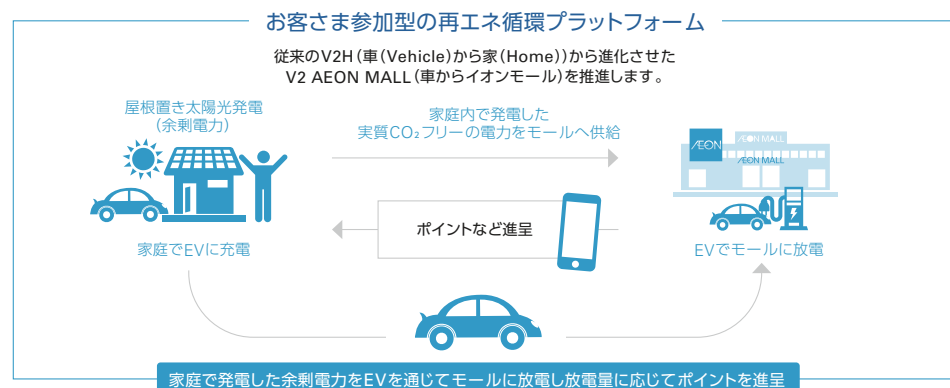 お客さま参加型の再エネ循環プラットフォーム
従来のV2H（車（Vehicle）から家（Home））から進化させた
V2 AEON MALL（車からイオンモール）を推進します。
屋根置き太陽光発電
（余剰電力）
家庭内で発電した
実質CO₂フリーの電力をモールへ供給
ÆON
ÆON MALL
ÆON MALL
ポイントなど進呈
家庭でEVに充電
EVでモールに放電
家庭で発電した余剰電力をEVを通じてモールに放電し放電量に応じてポイントを進呈